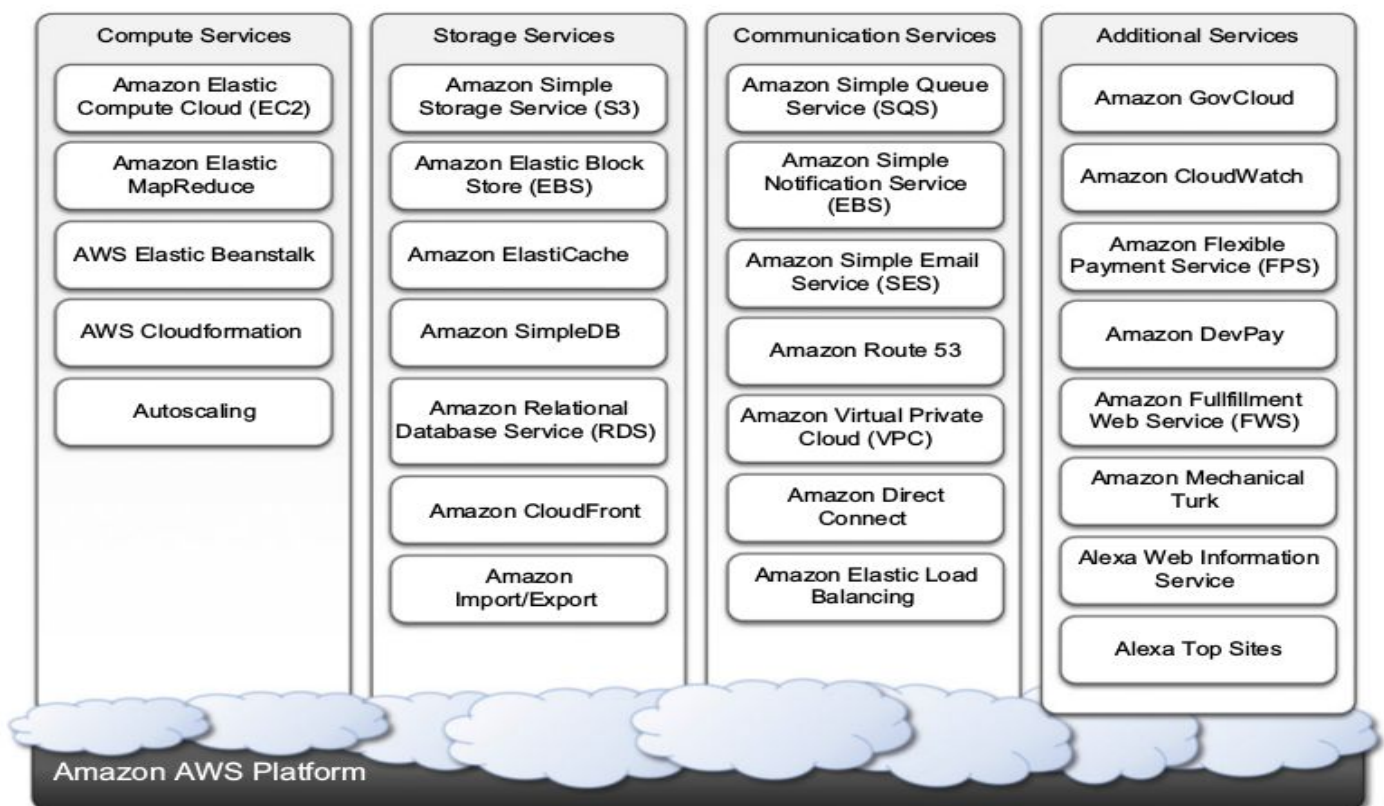 Compute Services
Amazon Elastic
Compute Cloud (EC2)
Amazon Elastic
MapReduce
AWS Elastic Beanstalk
AWS Cloudformation
Autoscaling
Storage Services
Amazon Simple
Storage Service (S3)
Amazon Elastic Block
Store (EBS)
Amazon ElastiCache
Amazon SimpleDB
Amazon Relational
Database Service (RDS)
Amazon CloudFront
Amazon
Import/Export
Communication Services
Amazon Simple Queue
Service (SQS)
Amazon Simple
Notification Service
(EBS)
Amazon Simple Email
Service (SES)
Amazon Route 53
Amazon Virtual Private
Cloud (VPC)
Amazon Direct
Connect
Amazon Elastic Load
Balancing
Additional Services
Amazon GovCloud
Amazon CloudWatch
Amazon Flexible
Payment Service (FPS)
Amazon DevPay
Amazon Fullfillment
Web Service (FWS)
Amazon Mechanical
Turk
Alexa Web Information
Service
Alexa Top Sites
Amazon AWS Platform